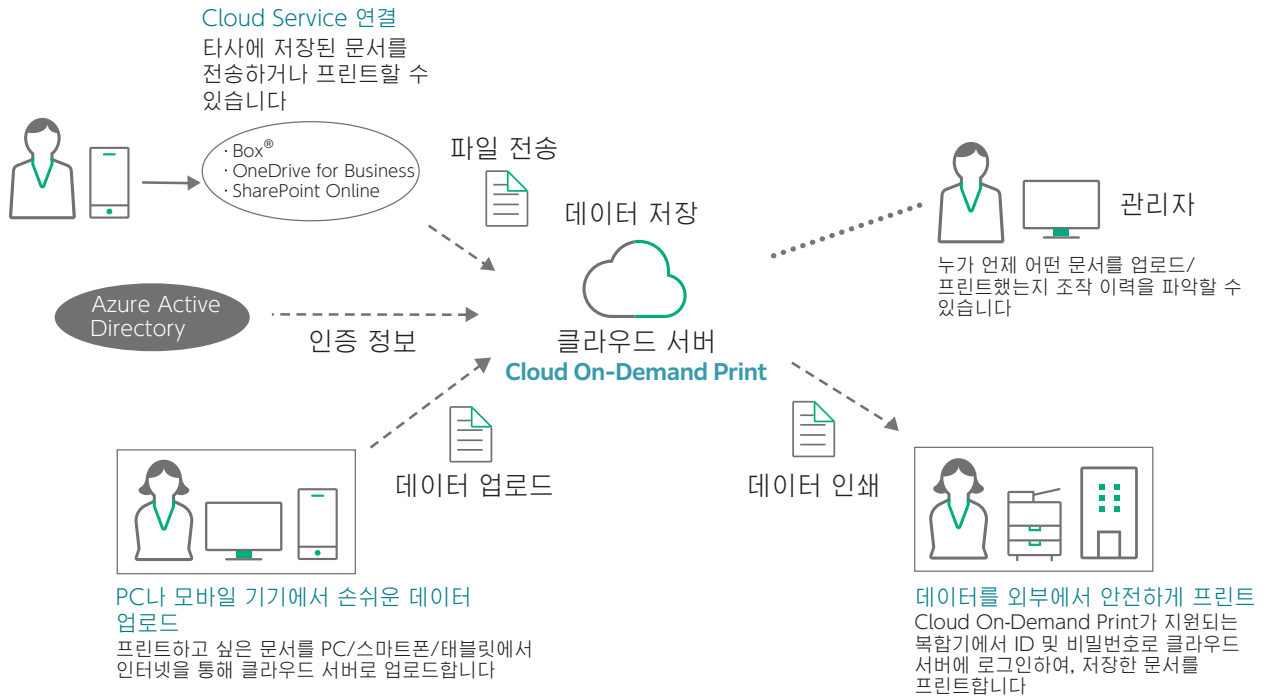 Cloud Service 연결
타사에 저장된 문서를
전송하거나 프린트할 수
있습니다
· Box®
· OneDrive for Business
· SharePoint Online
파일 전송
데이터 저장
관리자
누가 언제 어떤 문서를 업로드/
프린트했는지 조작 이력을 파악할 수
있습니다
Azure Active
Directory
인증 정보
클라우드 서버
Cloud On-Demand Print
데이터 업로드
데이터 인쇄
PC나 모바일 기기에서 손쉬운 데이터
업로드
프린트하고 싶은 문서를 PC/스마트폰/태블릿에서
인터넷을 통해 클라우드 서버로 업로드합니다
데이터를 외부에서 안전하게 프린트
Cloud On-Demand Print가 지원되는
복합기에서 ID 및 비밀번호로 클라우드
서버에 로그인하여, 저장한 문서를
프린트합니다